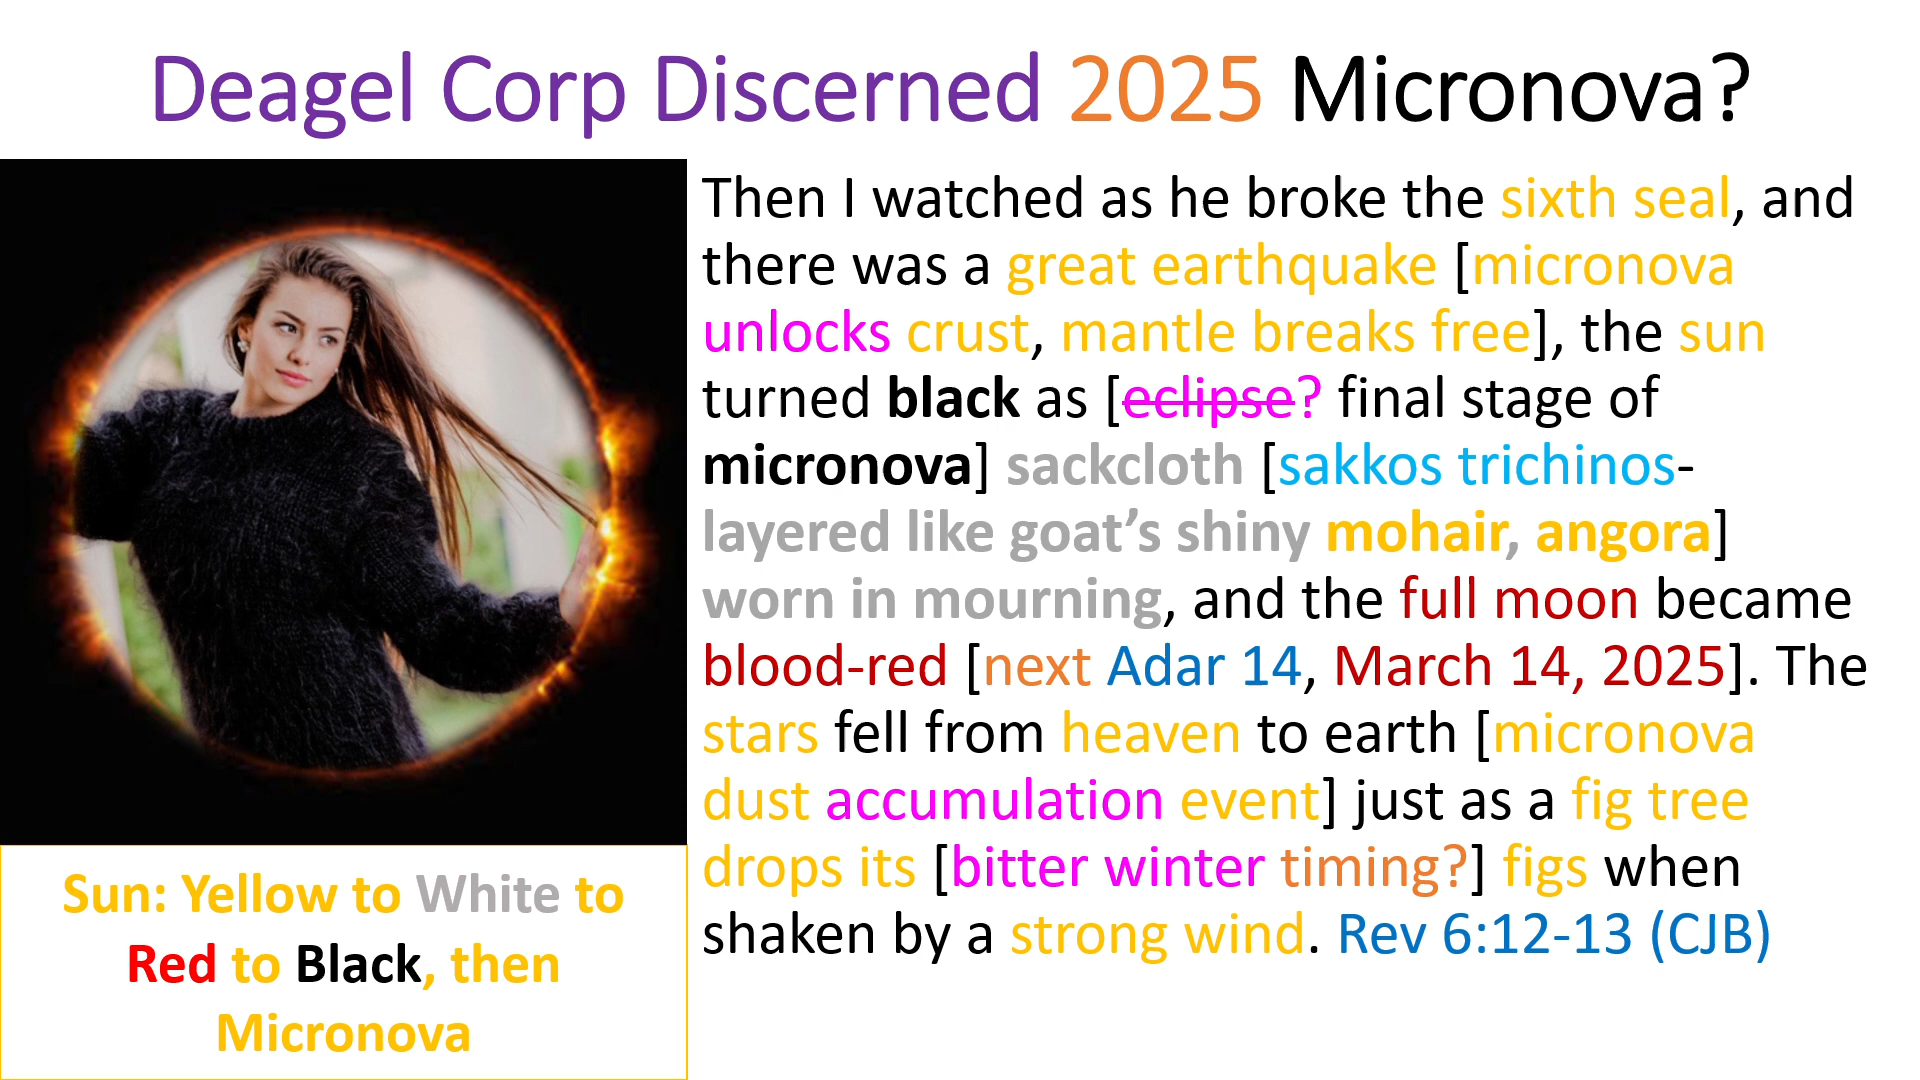 Deagel Corp Discerned 2025 Micronova?
Then I watched as he broke the sixth seal, and
there was a great earthquake [micronova
unlocks crust, mantle breaks free], the sun
turned black as [eclipse? final stage of
micronova] sackcloth [sakkos trichinos-
layered like goat’s shiny mohair, angora]
worn in mourning, and the full moon became
blood-red [next Adar 14, March 14, 2025]. The
stars fell from heaven to earth [micronova
dust accumulation event] just as a fig tree
drops its [bitter winter timing?] figs when
shaken by a strong wind. Rev 6:12-13 (CJB)
Sun: Yellow to White to
Red to Black, then
Micronova